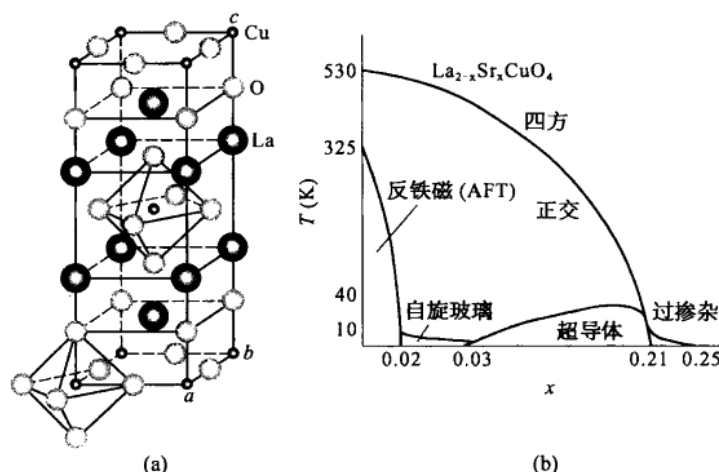 c
Cu
O
La
b
a
(a)
T (K)
530
325
40
10
La₂₋ₓSrₓCuO₄
四方
反铁磁 (AFT)
正交
自旋玻璃
超导体
过掺杂
0.02
0.03
0.21
0.25
x
(b)